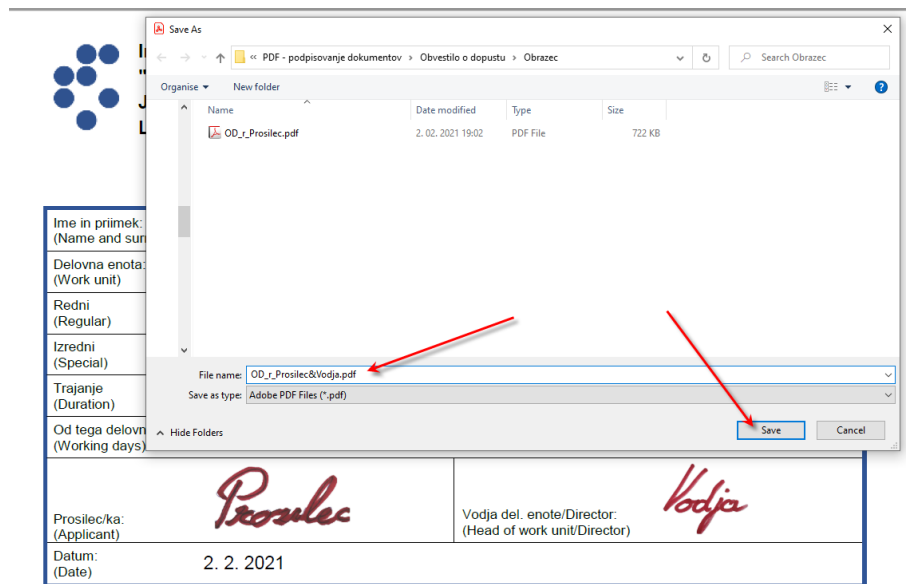 Save As
« PDF - podpisovanje dokumentov › Obvestilo o dopustu › Obrazec
Search Obrazec
Organise
New folder
Name
Date modified
Type
Size
OD_r_Prosilec.pdf
2. 02. 2021 19:02
PDF File
722 KB
File name: OD_r_Prosilec&Vodja.pdf
Save as type: Adobe PDF Files (*.pdf)
Hide Folders
Save
Cancel
Ime in priimek:
(Name and
Delovna enota:
(Work unit)
Redni
(Regular)
Izredni
(Special)
Trajanje
(Duration)
Od tega
(Working days)
Prosilec/ka:
(Applicant)
Prosilec
Vodja del. enote/Director:
(Head of work unit/Director)
Vodja
Datum:
(Date)
2. 2. 2021